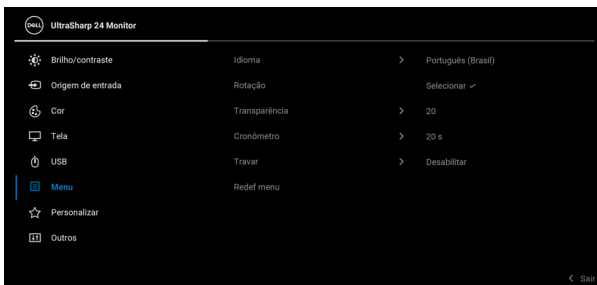 DELL UltraSharp 24 Monitor
Brilho/contraste Idioma > Português (Brasil)
Origem de entrada Rotação Selecionar ✓
Cor Transparência > 20
Tela Cronômetro > 20 s
USB Travar > Desabilitar
Menu Redef menu
Personalizar
Outros
< Sair